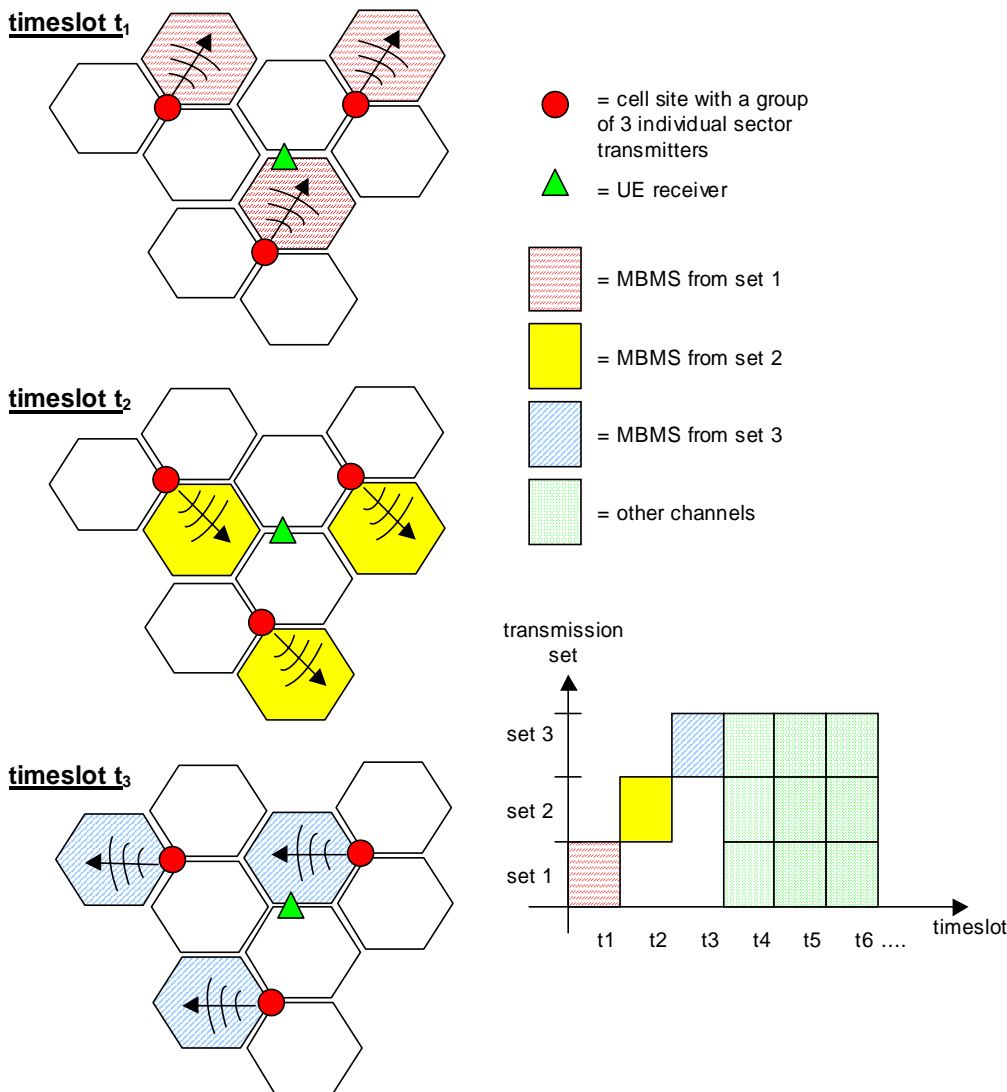 timeslot t1
= cell site with a group
of 3 individual sector
transmitters
= UE receiver
= MBMS from set 1
= MBMS from set 2
timeslot t2
= MBMS from set 3
= other channels
transmission
set
set 3
set 2
set 1
timeslot
t1 t2 t3 t4 t5 t6 ....
timeslot t3